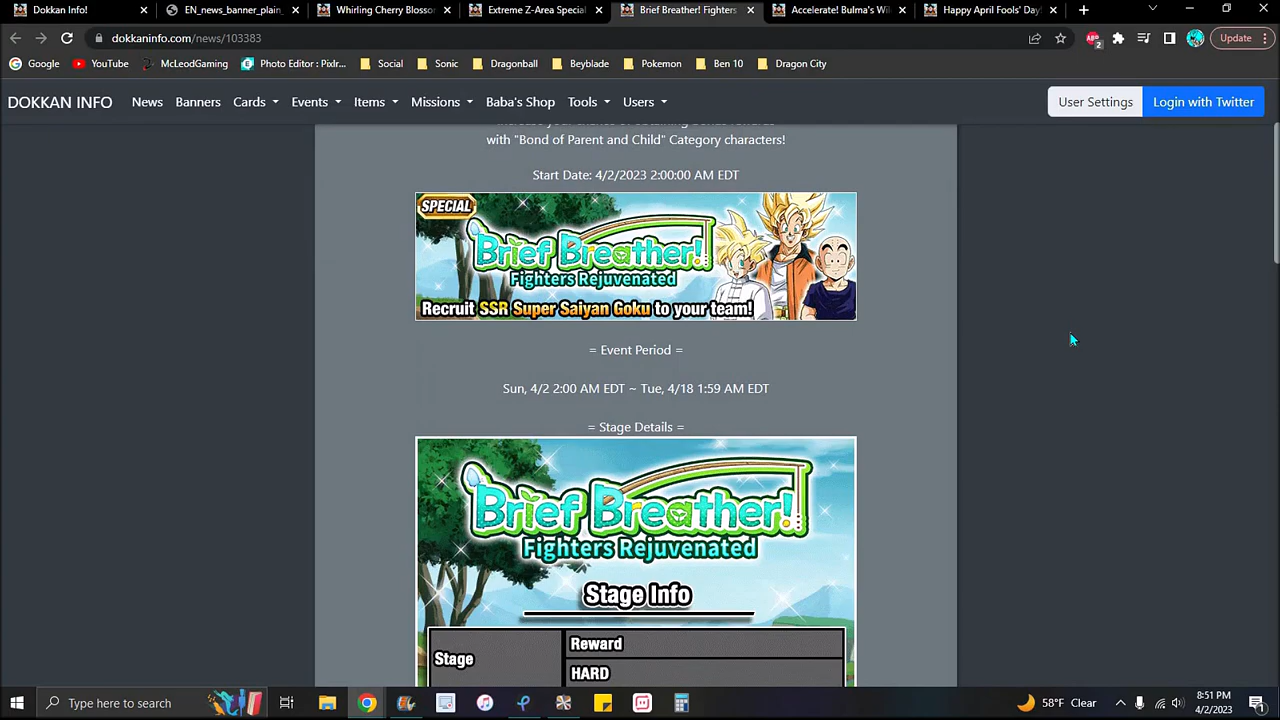 Dokkan Info!
EN_news_banner_plain_
Whirling Cherry Blosson
Extreme Z-Area Special
Brief Breather! Fighters
Accelerate! Bulma's Wil
Happy April Fools' Day!
dokkaninfo.com/news/103383
ABP
2
Update
Google
YouTube
McLeodGaming
Photo Editor : Pixlr...
Social
Sonic
Dragonball
Beyblade
Pokemon
Ben 10
Dragon City
DOKKAN INFO
News
Banners
Cards
Events
Items
Missions
Baba's Shop
Tools
Users
User Settings
Login with Twitter
with "Bond of Parent and Child" Category characters!
Start Date: 4/2/2023 2:00:00 AM EDT
SPECIAL
Brief Breather!
Fighters Rejuvenated
Recruit SSR Super Saiyan Goku to your team!
= Event Period =
Sun, 4/2 2:00 AM EDT ~ Tue, 4/18 1:59 AM EDT
= Stage Details =
Brief Breather!
Fighters Rejuvenated
Stage Info
Stage
Reward
HARD
Type here to search
58°F Clear
8:51 PM
4/2/2023